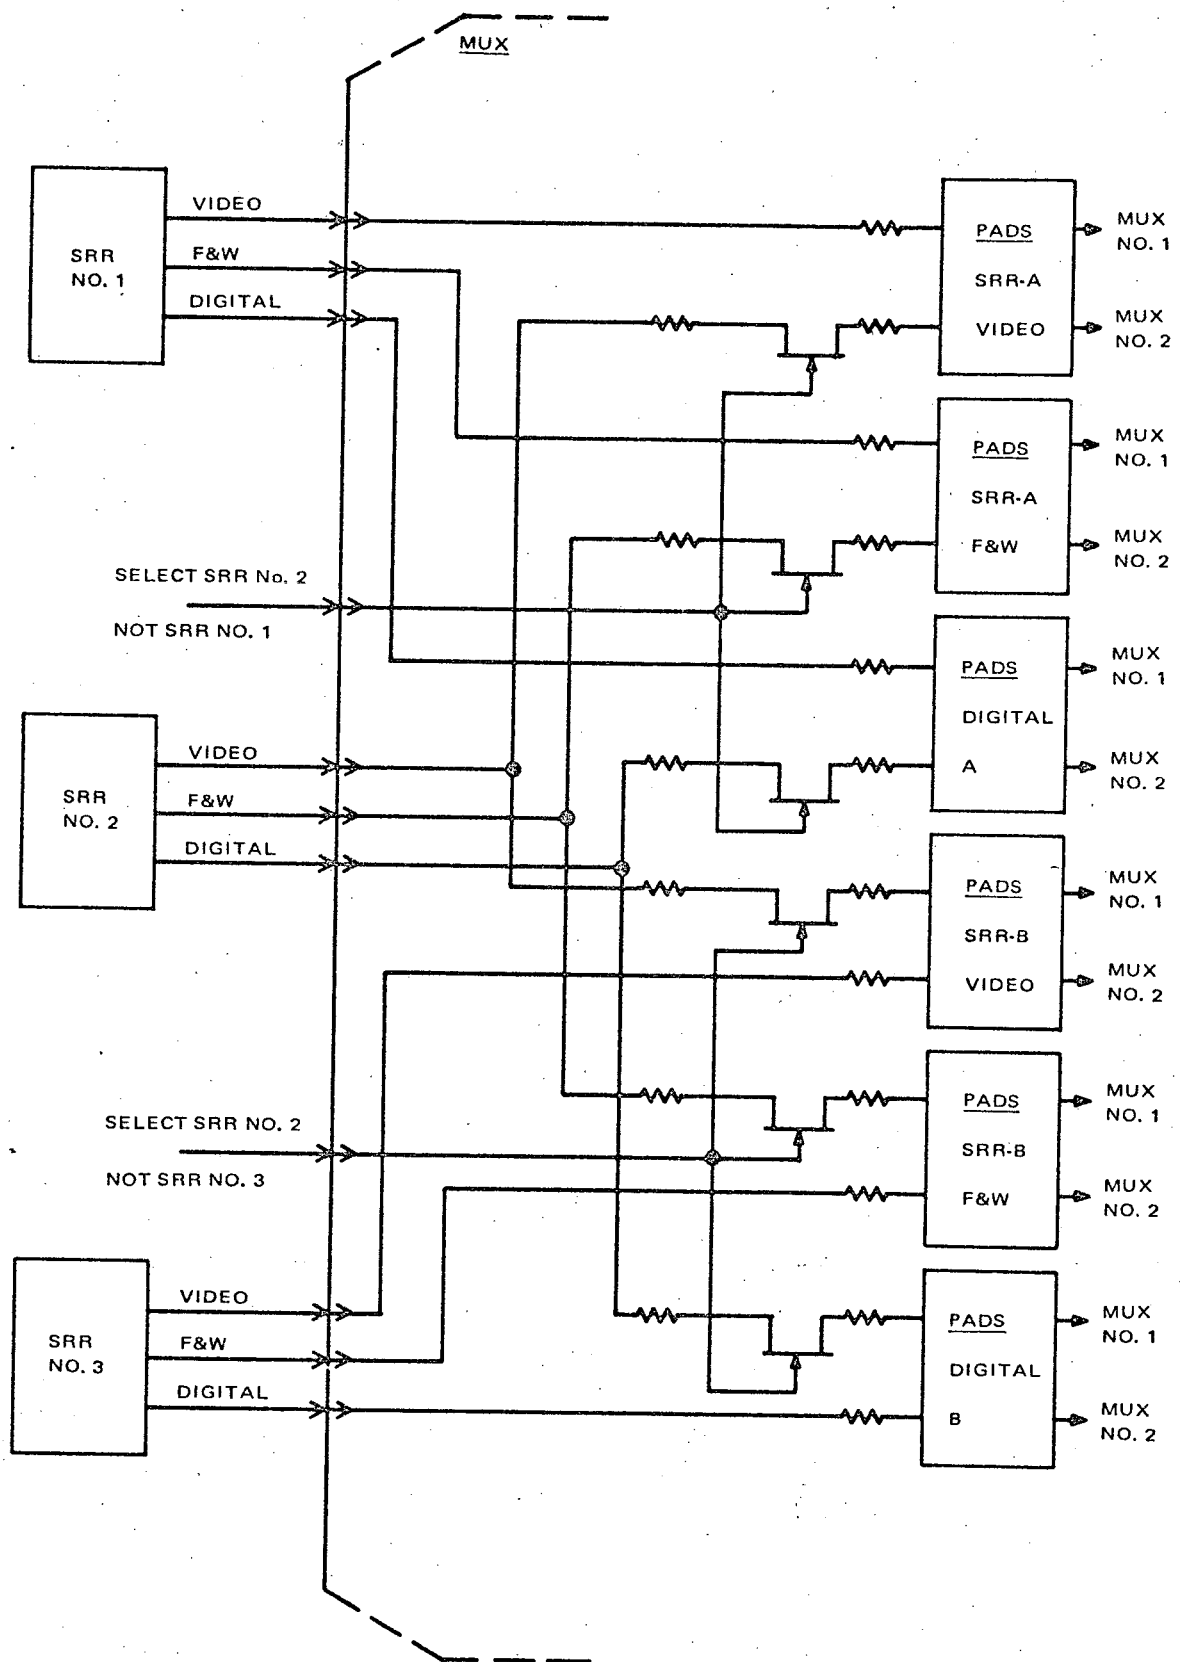 MUX
SRR
NO. 1
VIDEO
F&W
DIGITAL
PADS
SRR-A
VIDEO
MUX
NO. 1
MUX
NO. 2
PADS
SRR-A
F&W
MUX
NO. 1
MUX
NO. 2
SELECT SRR No. 2
NOT SRR NO. 1
PADS
DIGITAL
A
MUX
NO. 1
MUX
NO. 2
SRR
NO. 2
VIDEO
F&W
DIGITAL
PADS
SRR-B
VIDEO
MUX
NO. 1
MUX
NO. 2
SELECT SRR NO. 2
NOT SRR NO. 3
PADS
SRR-B
F&W
MUX
NO. 1
MUX
NO. 2
SRR
NO. 3
VIDEO
F&W
DIGITAL
PADS
DIGITAL
B
MUX
NO. 1
MUX
NO. 2